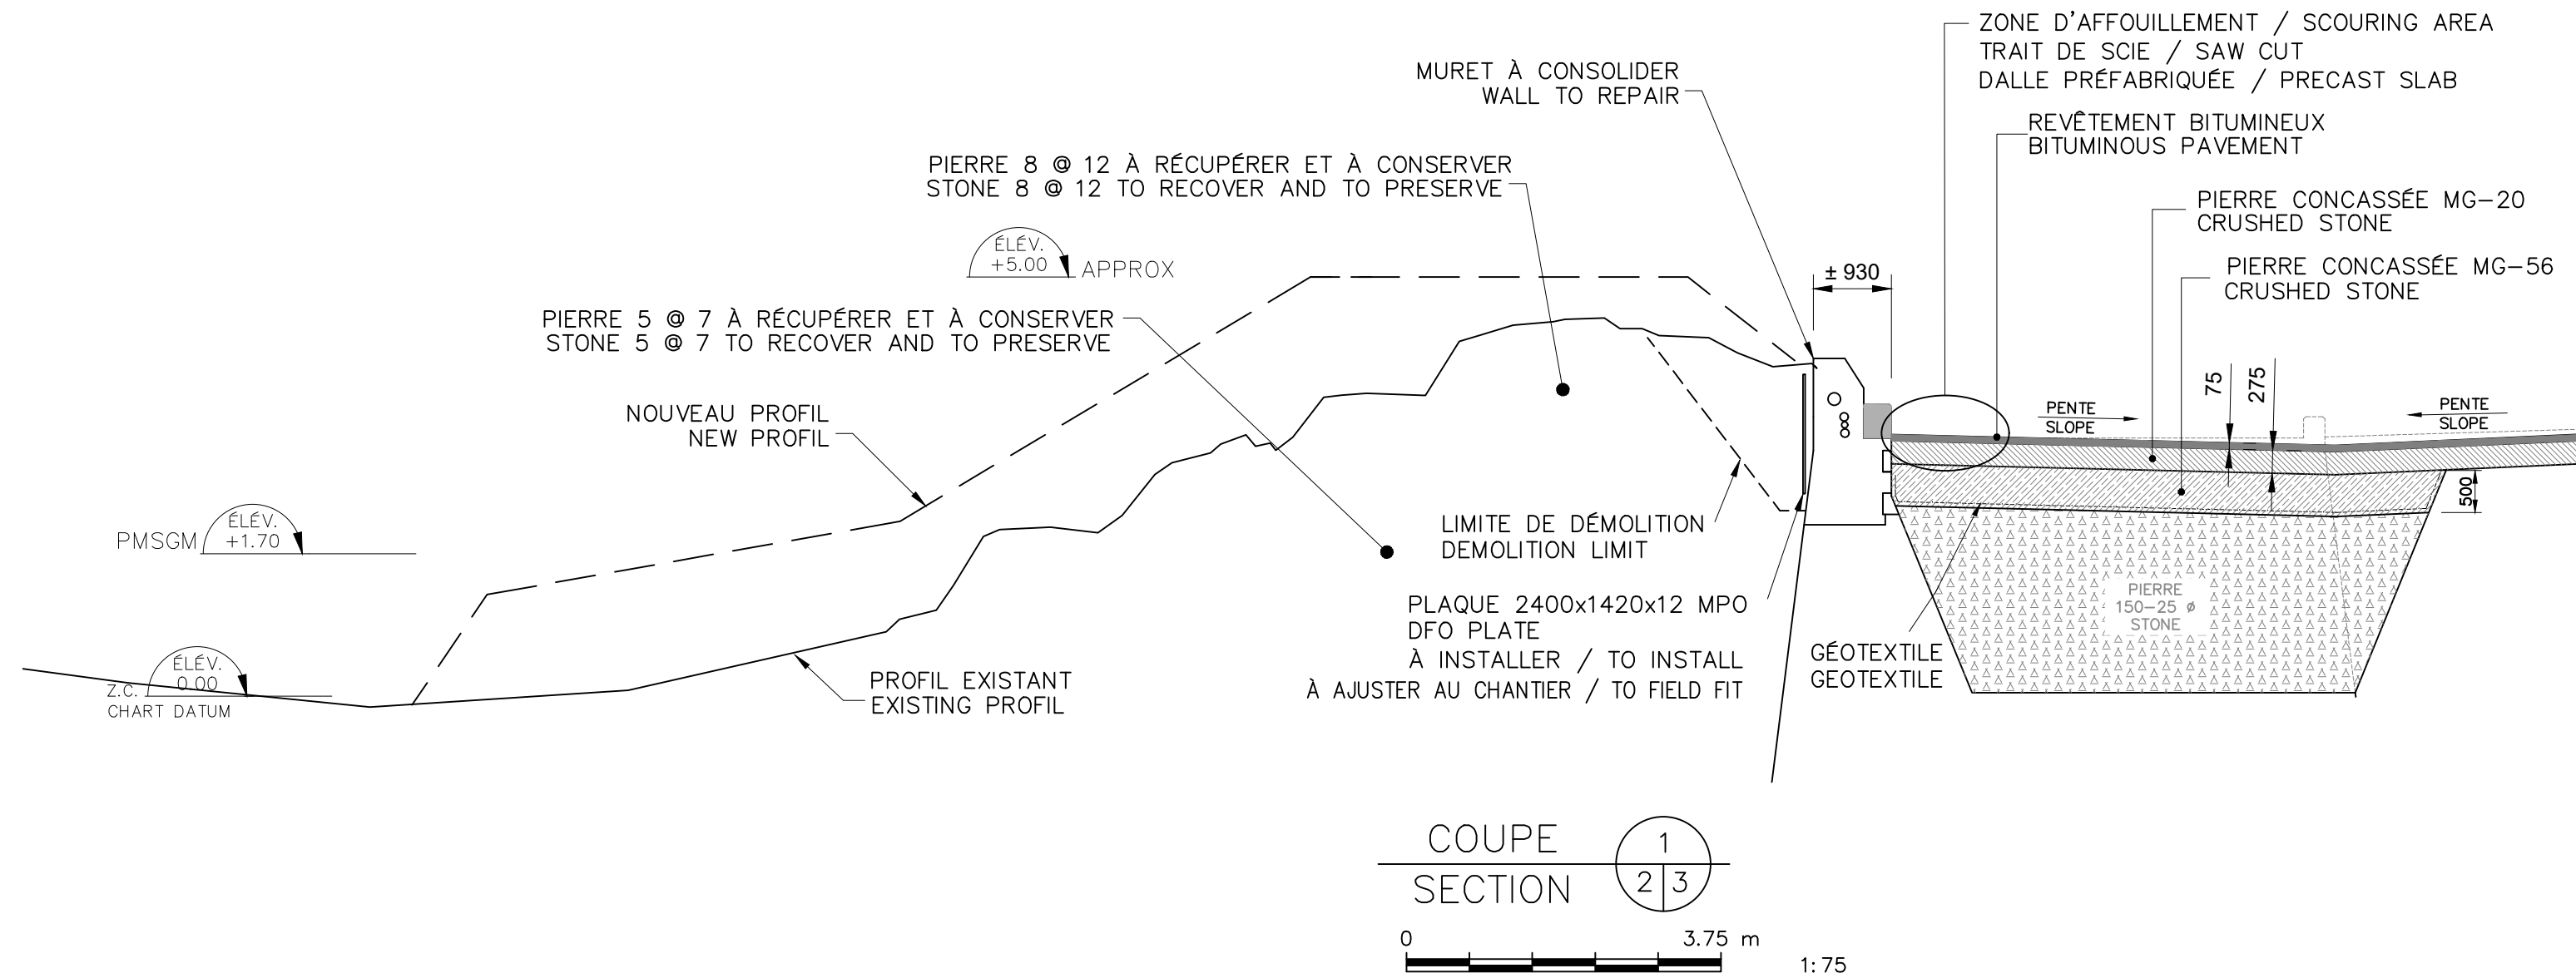 ZONE D'AFFOUILLEMENT / SCOURING AREA
TRAIT DE SCIE / SAW CUT
DALLE PRÉFABRIQUÉE / PRECAST SLAB
MURET À CONSOLIDER
WALL TO REPAIR
REVÊTEMENT BITUMINEUX
BITUMINOUS PAVEMENT
PIERRE 8 @ 12 À RÉCUPÉRER ET À CONSERVER
STONE 8 @ 12 TO RECOVER AND TO PRESERVE
PIERRE CONCASSÉE MG-20
CRUSHED STONE
ÉLÉV.
+5.00 APPROX
± 930
PIERRE CONCASSÉE MG-56
CRUSHED STONE
PIERRE 5 @ 7 À RÉCUPÉRER ET À CONSERVER
STONE 5 @ 7 TO RECOVER AND TO PRESERVE
75
275
NOUVEAU PROFIL
NEW PROFIL
PENTE
SLOPE
PENTE
SLOPE
500
PMSGM
ÉLÉV.
+1.70
LIMITE DE DÉMOLITION
DEMOLITION LIMIT
PLAQUE 2400x1420x12 MPO
DFO PLATE
À INSTALLER / TO INSTALL
À AJUSTER AU CHANTIER / TO FIELD FIT
PIERRE
150-25 ø
STONE
GÉOTEXTILE
GEOTEXTILE
ÉLÉV.
0.00
Z.C.
CHART DATUM
PROFIL EXISTANT
EXISTING PROFIL
COUPE
SECTION
1
2 3
0 3.75 m
1:75